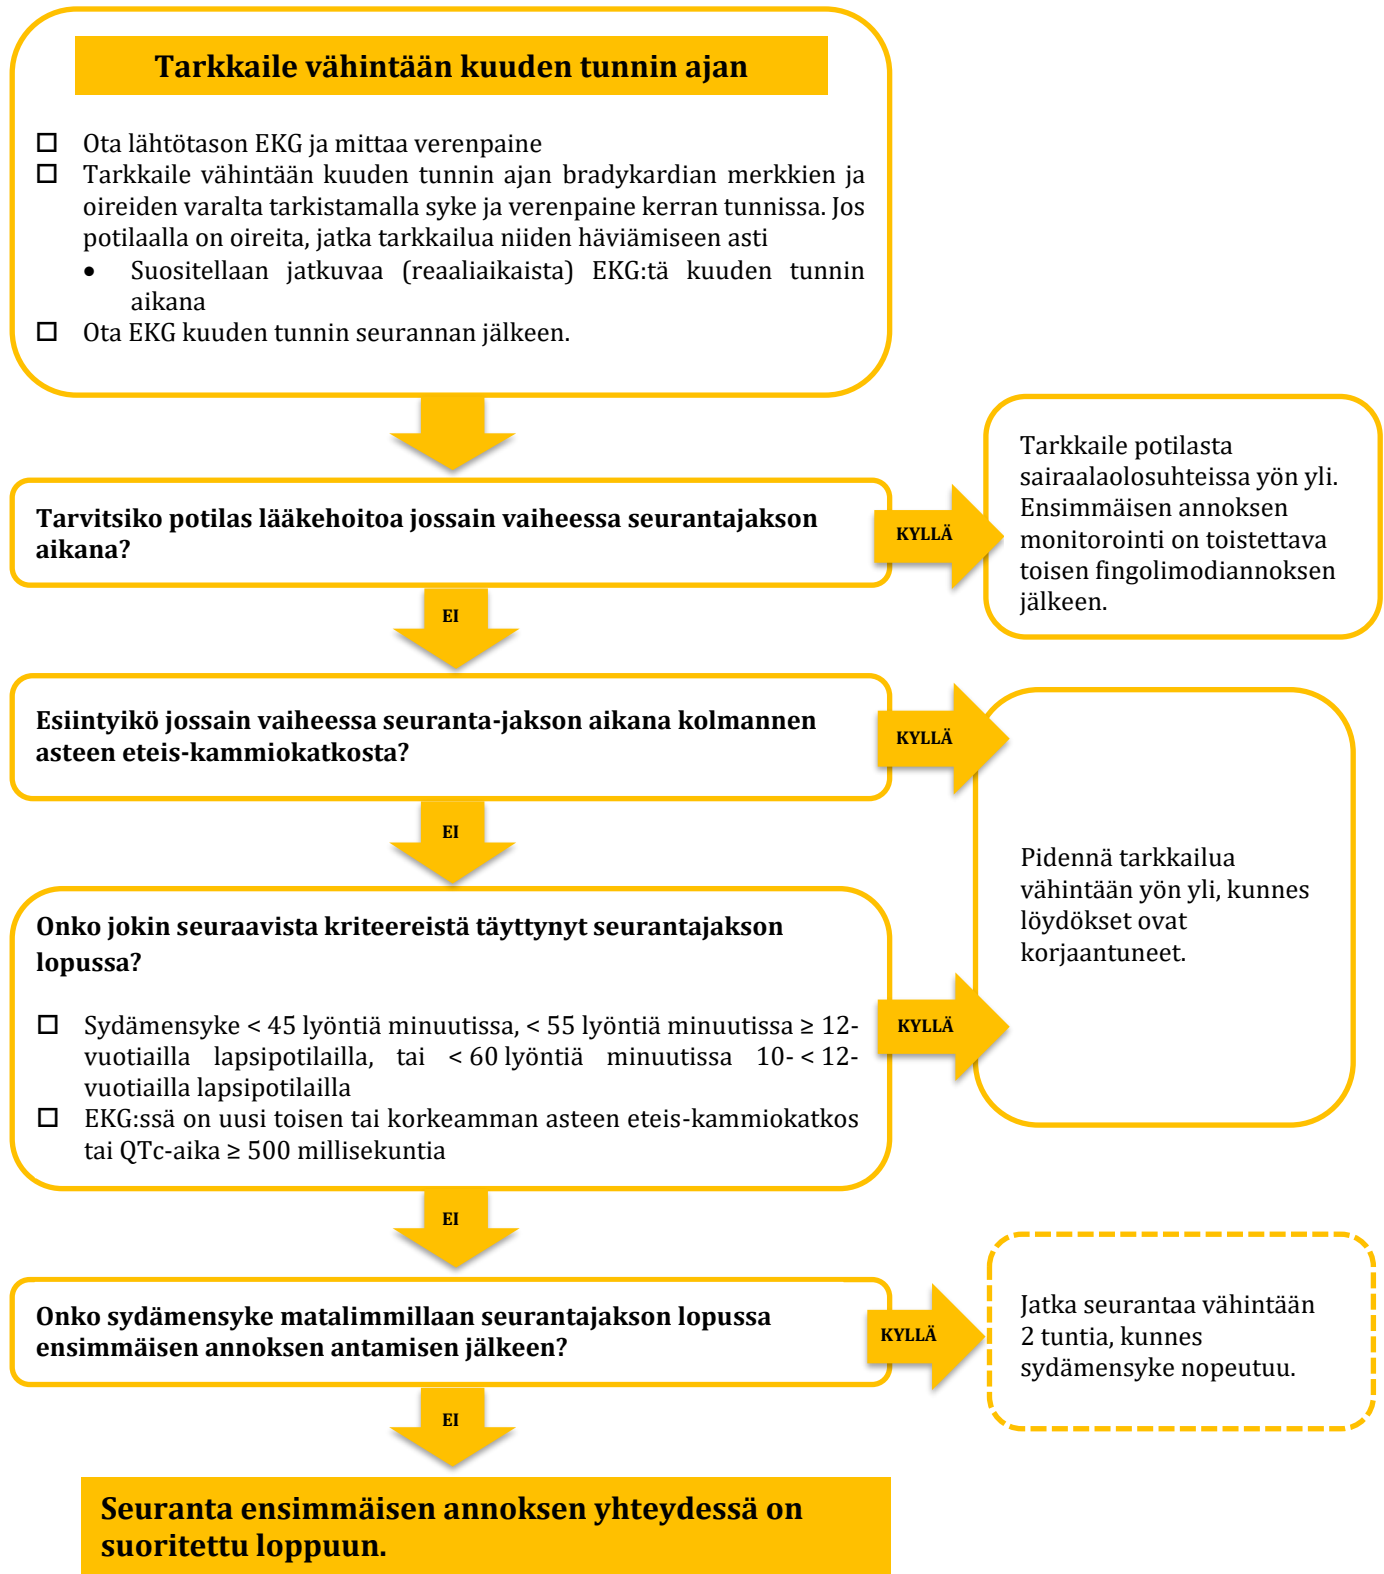 Tarkkaile vähintään kuuden tunnin ajan
☐ Ota lähtötason EKG ja mittaa verenpaine
☐ Tarkkaile vähintään kuuden tunnin ajan bradykardian merkkien ja
oireiden varalta tarkistamalla syke ja verenpaine kerran tunnissa. Jos
potilaalla on oireita, jatka tarkkailua niiden häviämiseen asti
• Suositellaan jatkuvaa (reaaliaikaista) EKG:tä kuuden tunnin
aikana
☐ Ota EKG kuuden tunnin seurannan jälkeen.
Tarvitsiko potilas lääkehoitoa jossain vaiheessa seurantajakson
aikana?
KYLLÄ
Tarkkaile potilasta
sairaalaolosuhteissa yön yli.
Ensimmäisen annoksen
monitorointi on toistettava
toisen fingolimodiannoksen
jälkeen.
EI
Esiintyikö jossain vaiheessa seuranta-jakson aikana kolmannen
asteen eteis-kammiokatkosta?
KYLLÄ
EI
Onko jokin seuraavista kriteereistä täyttynyt seurantajakson
lopussa?
☐ Sydämensyke < 45 lyöntiä minuutissa, < 55 lyöntiä minuutissa ≥ 12-
vuotiailla lapsipotilailla, tai < 60 lyöntiä minuutissa 10- < 12-
vuotiailla lapsipotilailla
☐ EKG:ssä on uusi toisen tai korkeamman asteen eteis-kammiokatkos
tai QTc-aika ≥ 500 millisekuntia
KYLLÄ
Pidennä tarkkailua
vähintään yön yli, kunnes
löydökset ovat
korjaantuneet.
EI
Onko sydämensyke matalimmillaan seurantajakson lopussa
ensimmäisen annoksen antamisen jälkeen?
KYLLÄ
Jatka seurantaa vähintään
2 tuntia, kunnes
sydämensyke nopeutuu.
EI
Seuranta ensimmäisen annoksen yhteydessä on
suoritettu loppuun.